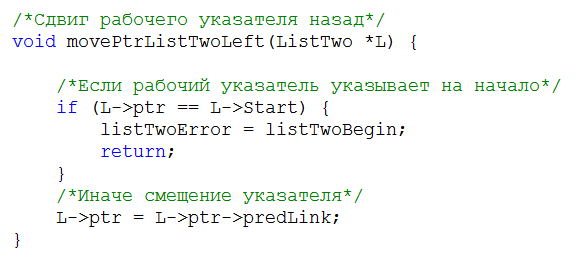 /*Сдвиг рабочего указателя назад*/
void movePtrListTwoLeft(ListTwo *L) {
/*Если рабочий указатель указывает на начало*/
if (L->ptr == L->Start) {
listTwoError = listTwoBegin;
return;
}
/*Иначе смещение указателя*/
L->ptr = L->ptr->predLink;
}